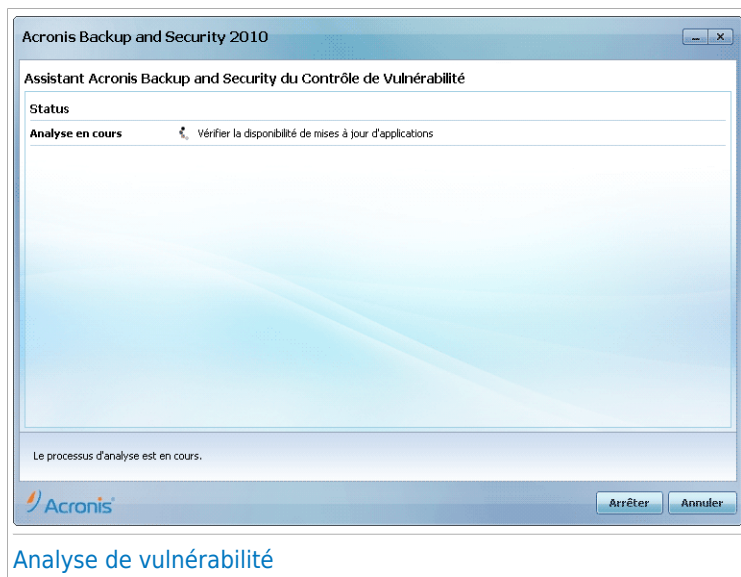 Acronis Backup and Security 2010
Assistant Acronis Backup and Security du Contrôle de Vulnérabilité
Status
Analyse en cours Vérifier la disponibilité de mises à jour d'applications
Le processus d'analyse est en cours.
Acronis
Arrêter Annuler
Analyse de vulnérabilité